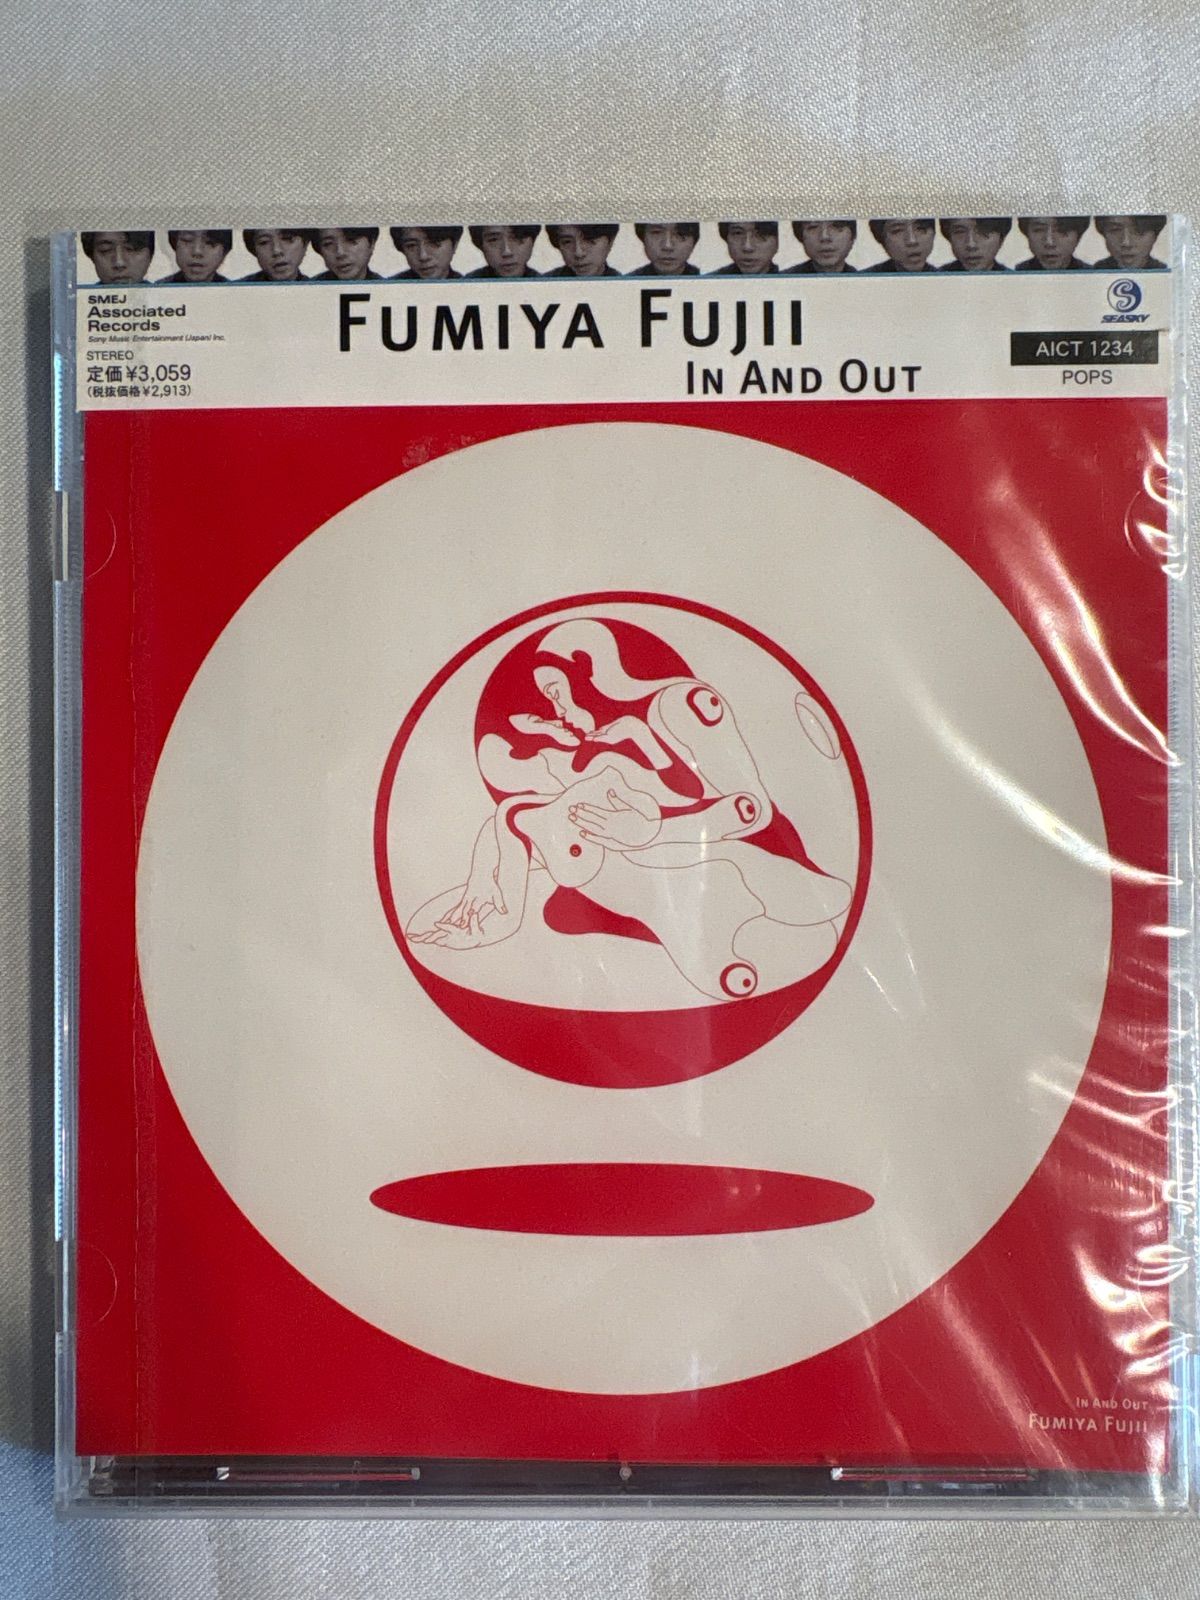 SMEJ
Associated
Records
Sony Music Entertainment (Japan) Inc.
STEREO
定価¥3,059
(税抜価格¥2,913)
FUMIYA FUJII
IN AND OUT
SEASKY
AICT 1234
POPS
IN AND OUT
FUMIYA FUJII